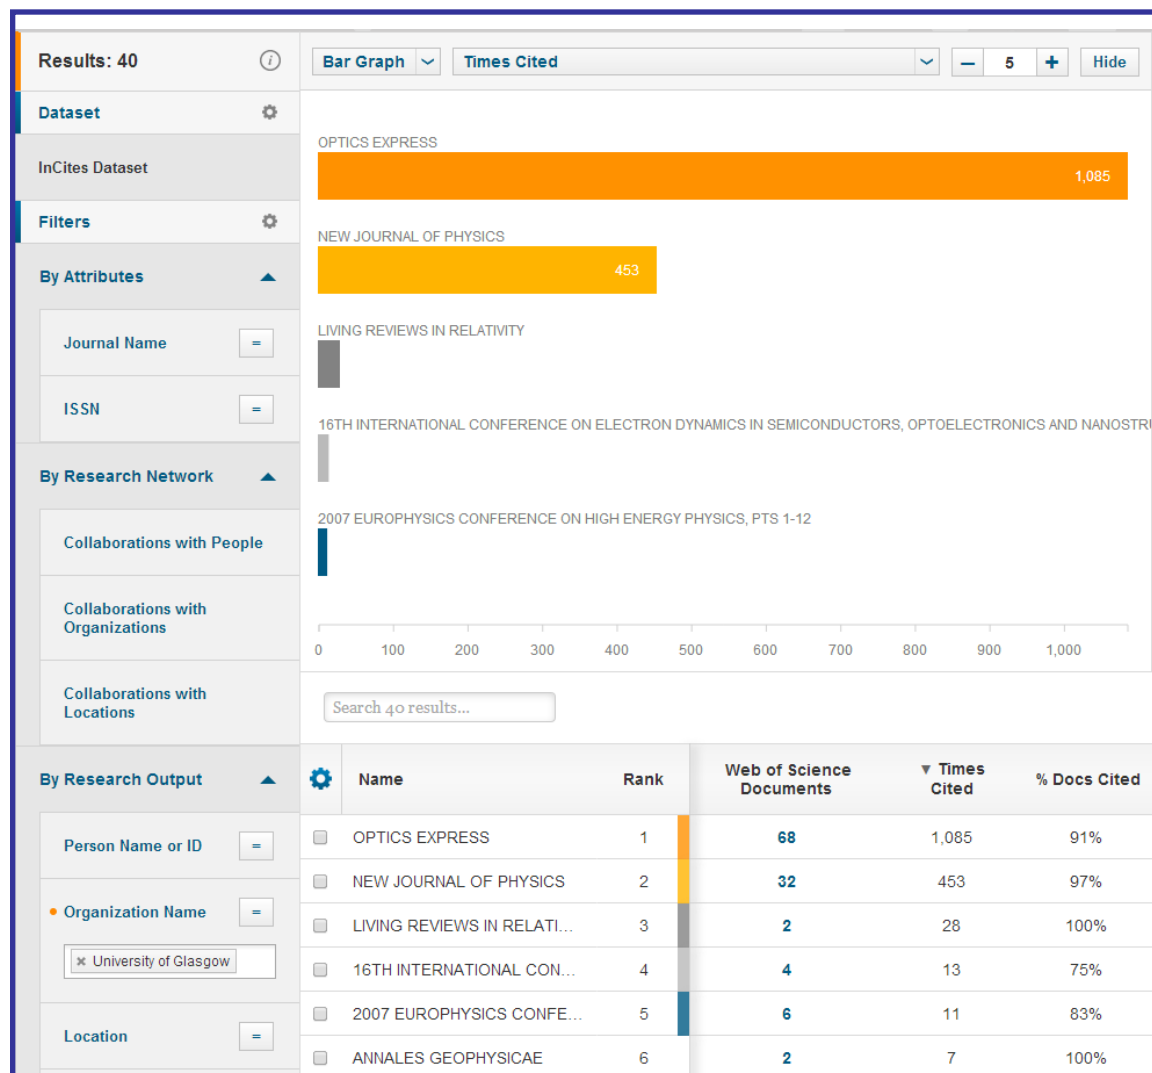 Results: 40
Dataset
InCites Dataset
Filters
By Attributes
Journal Name
=
ISSN
=
By Research Network
Collaborations with People
Collaborations with
Organizations
Collaborations with
Locations
By Research Output
Person Name or ID
=
Organization Name
=
× University of Glasgow
Location
=
Bar Graph
Times Cited
– 5 +
Hide
OPTICS EXPRESS
1,085
NEW JOURNAL OF PHYSICS
453
LIVING REVIEWS IN RELATIVITY
16TH INTERNATIONAL CONFERENCE ON ELECTRON DYNAMICS IN SEMICONDUCTORS, OPTOELECTRONICS AND NANOSTRU
2007 EUROPHYSICS CONFERENCE ON HIGH ENERGY PHYSICS, PTS 1-12
0 100 200 300 400 500 600 700 800 900 1,000
Search 40 results...
Name Rank Web of Science Documents ▼ Times Cited % Docs Cited
OPTICS EXPRESS 1 68 1,085 91%
NEW JOURNAL OF PHYSICS 2 32 453 97%
LIVING REVIEWS IN RELATI... 3 2 28 100%
16TH INTERNATIONAL CON... 4 4 13 75%
2007 EUROPHYSICS CONFE... 5 6 11 83%
ANNALES GEOPHYSICAE 6 2 7 100%